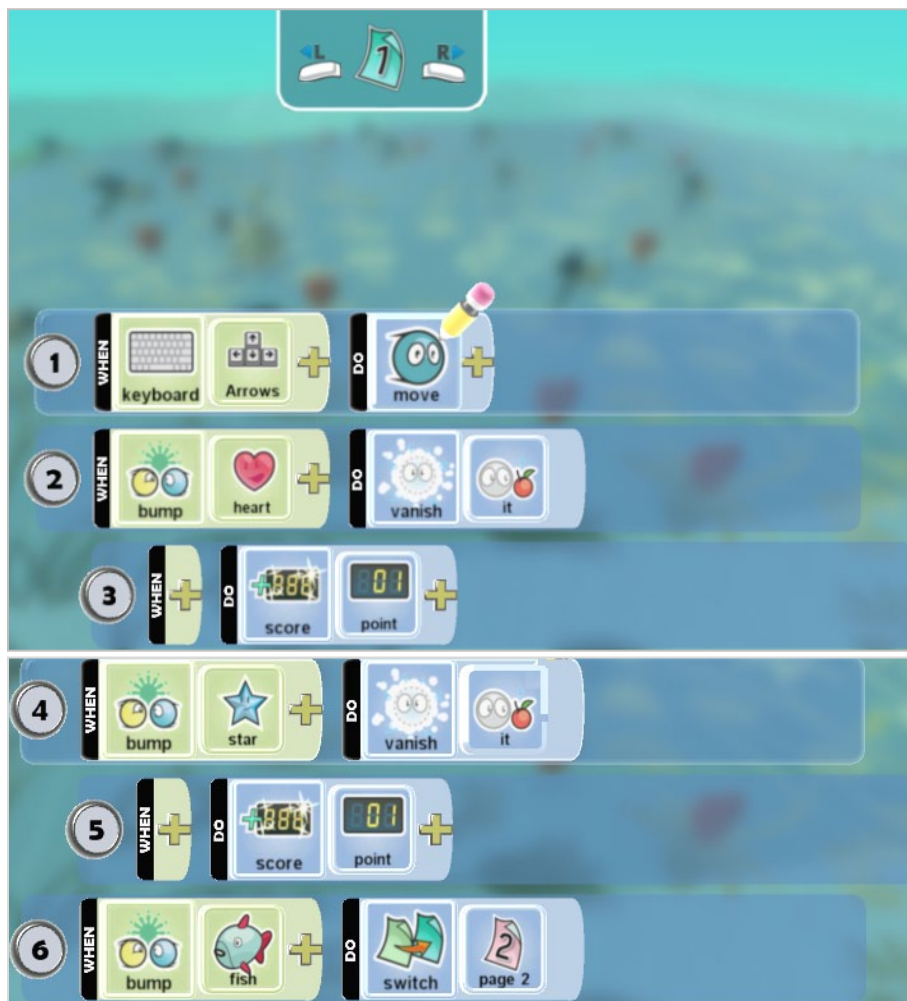 L 1 R
1 WHEN keyboard Arrows DO move
2 WHEN bump heart DO vanish it
3 WHEN DO score 01 point
4 WHEN bump star DO vanish it
5 WHEN DO score 01 point
6 WHEN bump fish DO switch 2 page 2